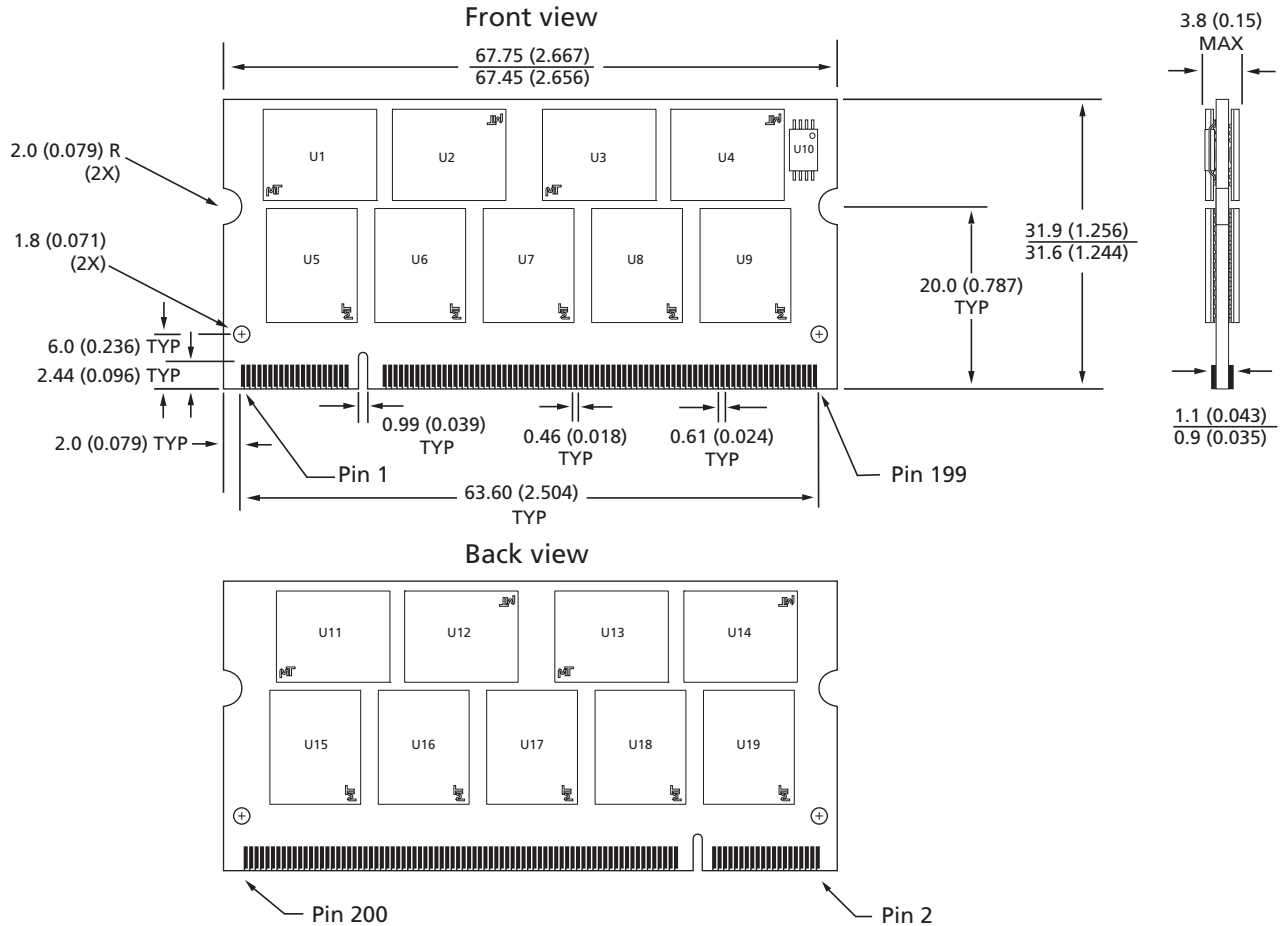 Front view
3.8 (0.15)
MAX
67.75 (2.667)
67.45 (2.656)
2.0 (0.079) R
(2X)
U1
U2
U3
U4
U10
1.8 (0.071)
(2X)
U5
U6
U7
U8
U9
31.9 (1.256)
31.6 (1.244)
20.0 (0.787)
TYP
6.0 (0.236) TYP
2.44 (0.096) TYP
2.0 (0.079) TYP
0.99 (0.039)
TYP
0.46 (0.018)
TYP
0.61 (0.024)
TYP
1.1 (0.043)
0.9 (0.035)
Pin 1
Pin 199
63.60 (2.504)
TYP
Back view
U11
U12
U13
U14
U15
U16
U17
U18
U19
Pin 200
Pin 2